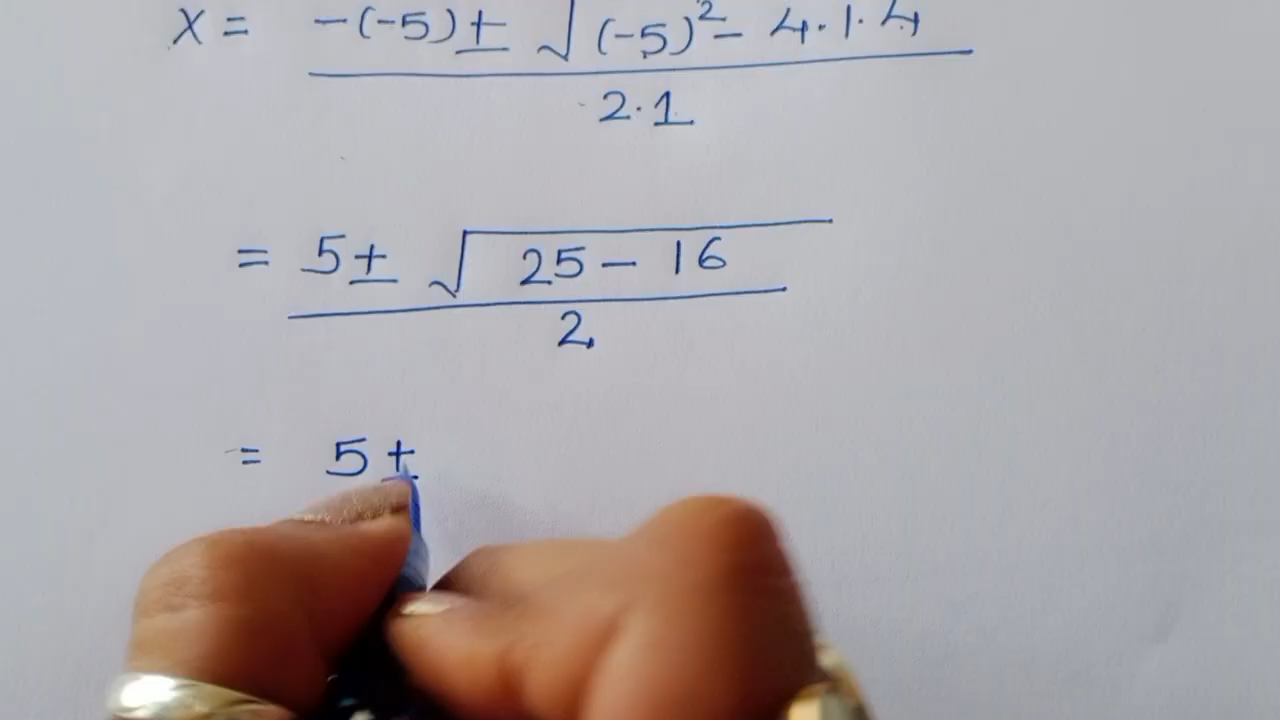 x = -(-5) ± √(-5)² - 4·1·4
2·1
= 5 ± √25 - 16
2
= 5 ±